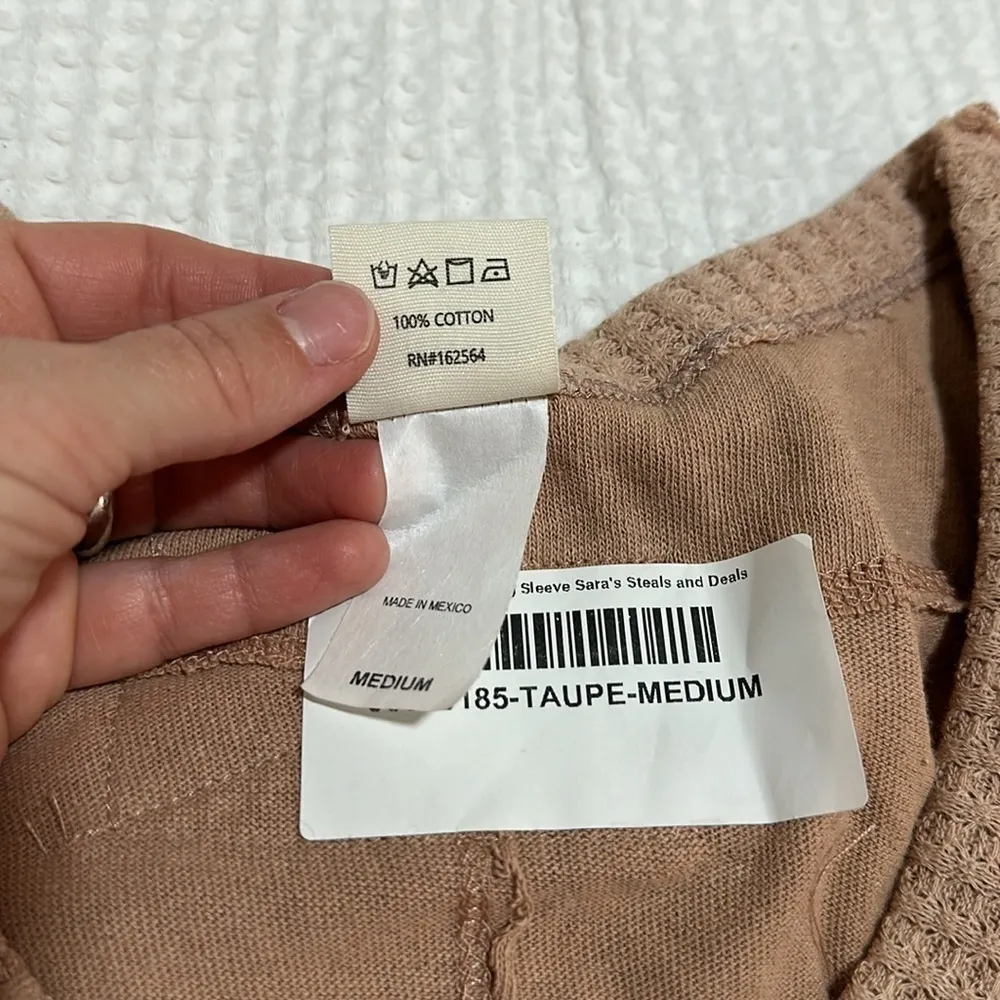 100% COTTON
RN#162564
MADE IN MEXICO
MEDIUM
Sleeve Sara's Steals and Deals
185-TAUPE-MEDIUM